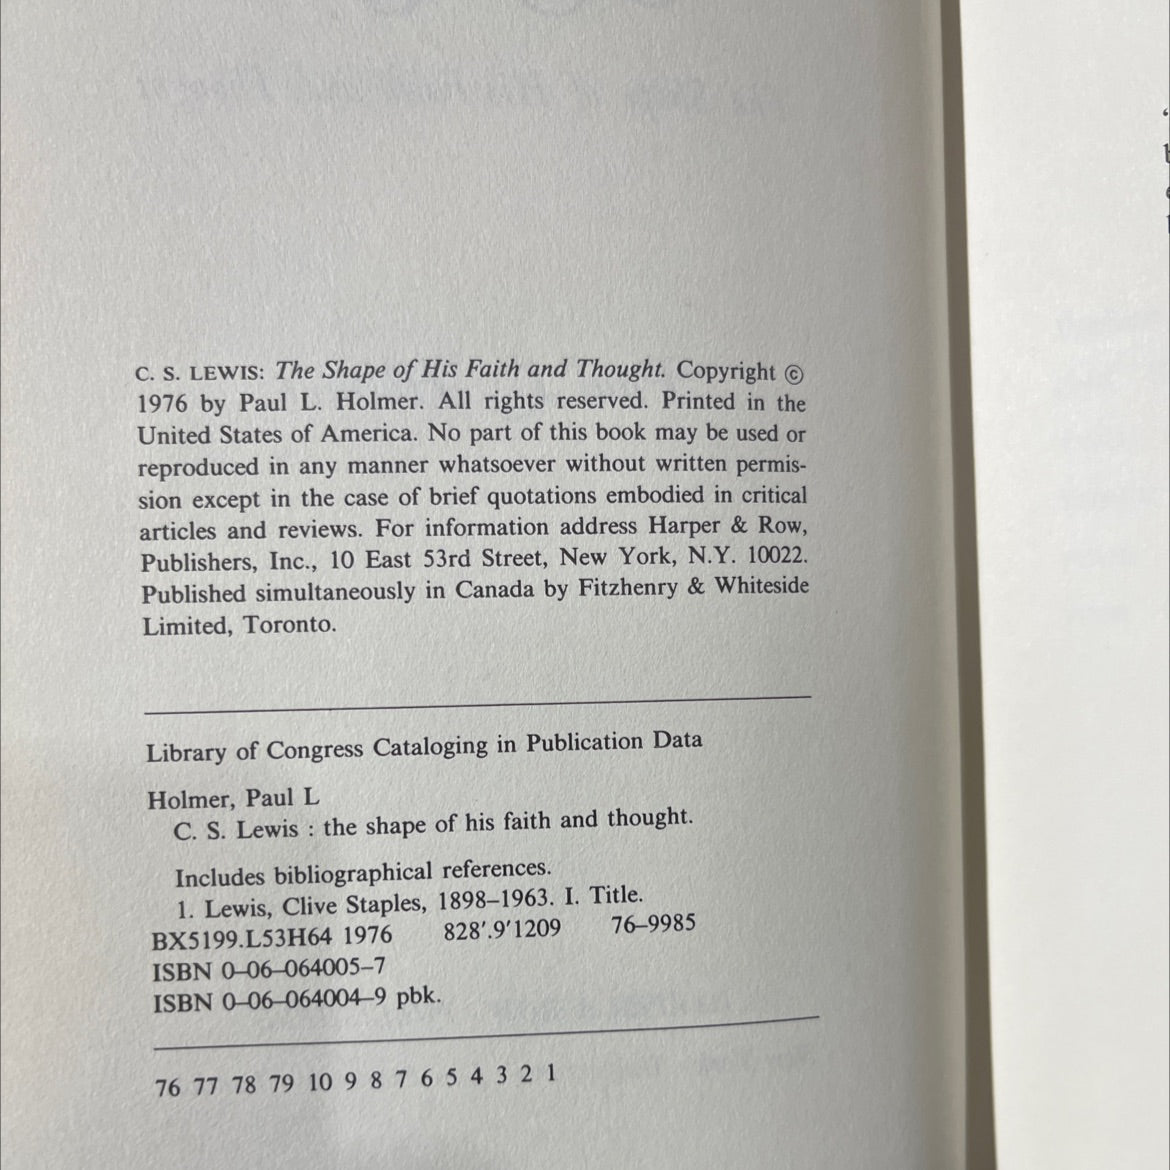 C. S. LEWIS: The Shape of His Faith and Thought. Copyright ©
1976 by Paul L. Holmer. All rights reserved. Printed in the
United States of America. No part of this book may be used or
reproduced in any manner whatsoever without written permis-
sion except in the case of brief quotations embodied in critical
articles and reviews. For information address Harper & Row,
Publishers, Inc., 10 East 53rd Street, New York, N.Y. 10022.
Published simultaneously in Canada by Fitzhenry & Whiteside
Limited, Toronto.
Library of Congress Cataloging in Publication Data
Holmer, Paul L
C. S. Lewis : the shape of his faith and thought.
Includes bibliographical references.
1. Lewis, Clive Staples, 1898–1963. I. Title.
BX5199.L53H64 1976 828′.9′1209 76–9985
ISBN 0–06–064005–7
ISBN 0–06–064004–9 pbk.
76 77 78 79 10 9 8 7 6 5 4 3 2 1